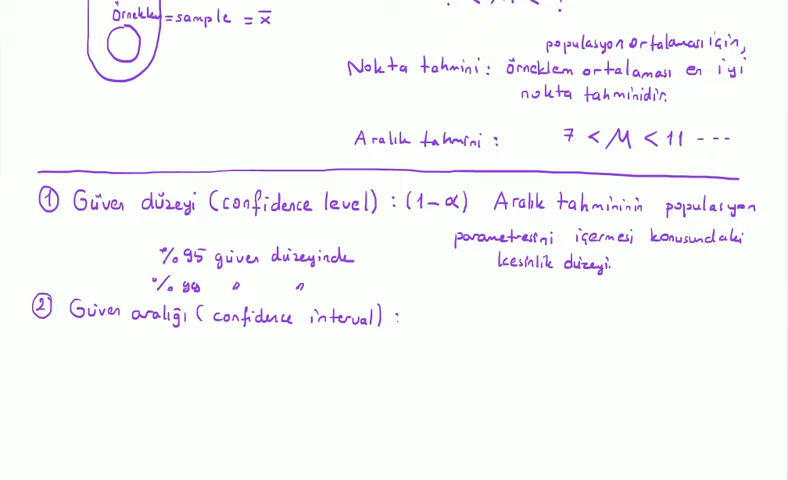 örneklem = sample = x̄
populasyon ortalaması için,
Nokta tahmini : örneklem ortalaması en iyi
nokta tahminidir.
Aralık tahmini : 7 < M < 11 ---
① Güven düzeyi (confidence level) : (1-α) Aralık tahmininin populasyon
parametresini içermesi konusundaki
kesinlik düzeyi.
% 95 güven düzeyinde
% 99 " "
② Güven aralığı ( confidence interval) :